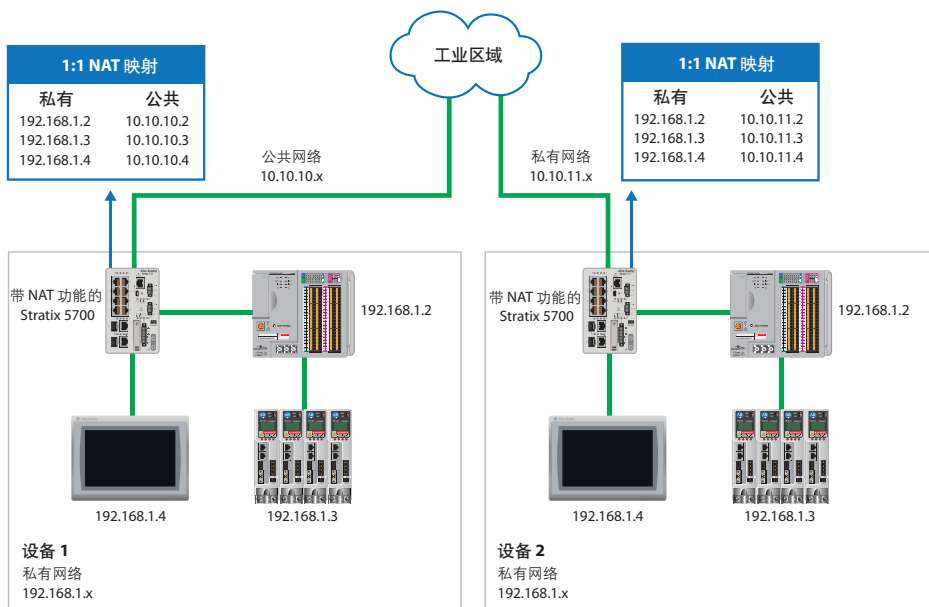 工业区域
1:1 NAT 映射
私有 公共
192.168.1.2 10.10.10.2
192.168.1.3 10.10.10.3
192.168.1.4 10.10.10.4
1:1 NAT 映射
私有 公共
192.168.1.2 10.10.11.2
192.168.1.3 10.10.11.3
192.168.1.4 10.10.11.4
公共网络
10.10.10.x
私有网络
10.10.11.x
带 NAT 功能的
Stratix 5700
192.168.1.2
192.168.1.4
192.168.1.3
设备 1
私有网络
192.168.1.x
带 NAT 功能的
Stratix 5700
192.168.1.2
192.168.1.4
192.168.1.3
设备 2
私有网络
192.168.1.x